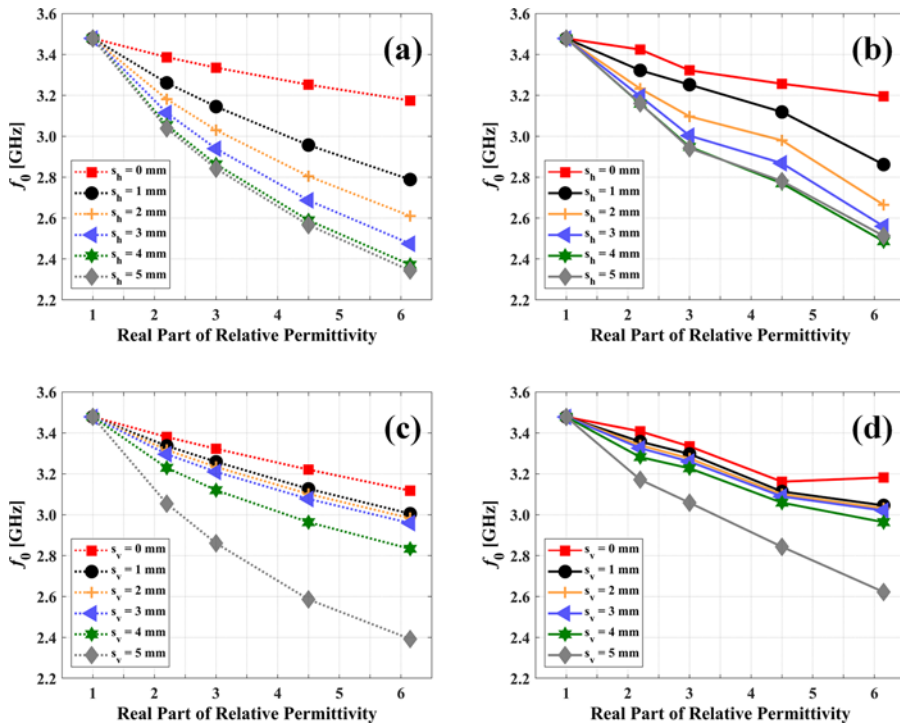 3.6
3.4
3.2
3.0
2.8
2.6
2.4
2.2
f0 [GHz]
(a)
sh = 0 mm
sh = 1 mm
sh = 2 mm
sh = 3 mm
sh = 4 mm
sh = 5 mm
1 2 3 4 5 6
Real Part of Relative Permittivity
3.6
3.4
3.2
3.0
2.8
2.6
2.4
2.2
f0 [GHz]
(b)
sh = 0 mm
sh = 1 mm
sh = 2 mm
sh = 3 mm
sh = 4 mm
sh = 5 mm
1 2 3 4 5 6
Real Part of Relative Permittivity
3.6
3.4
3.2
3.0
2.8
2.6
2.4
2.2
f0 [GHz]
(c)
sv = 0 mm
sv = 1 mm
sv = 2 mm
sv = 3 mm
sv = 4 mm
sv = 5 mm
1 2 3 4 5 6
Real Part of Relative Permittivity
3.6
3.4
3.2
3.0
2.8
2.6
2.4
2.2
f0 [GHz]
(d)
sv = 0 mm
sv = 1 mm
sv = 2 mm
sv = 3 mm
sv = 4 mm
sv = 5 mm
1 2 3 4 5 6
Real Part of Relative Permittivity